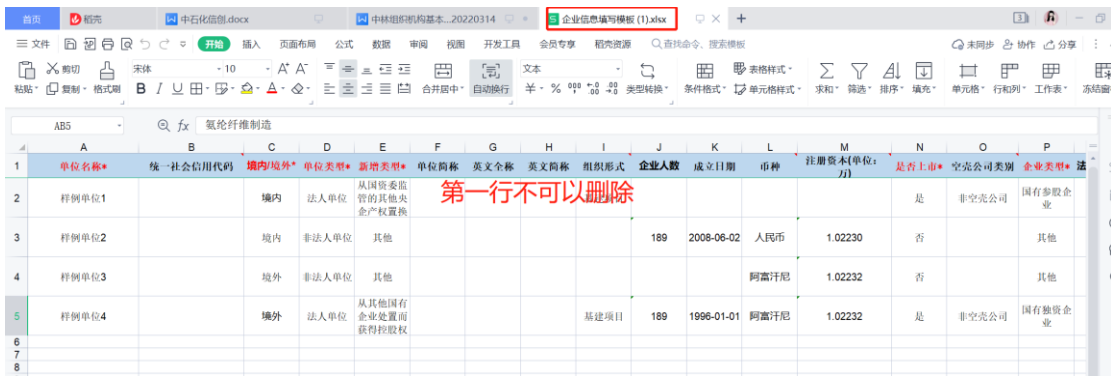 首页 稻壳 中石化信创.docx 中林组织机构基本...20220314 企业信息填写模板 (1).xlsx
文件 开始 插入 页面布局 公式 数据 审阅 视图 开发工具 会员专享 稻壳资源 查找命令、搜索模板 未同步 协作 分享
剪切 宋体 10 文本 表格样式
粘贴 复制 格式刷 B I U A 合并居中 自动换行 ¥ % 类型转换 条件格式 单元格样式 求和 筛选 排序 填充 单元格 行和列 工作表 冻结窗
AB5 fx 氨纶纤维制造
A B C D E F G H I J K L M N O P
1 单位名称* 统一社会信用代码 境内/境外* 单位类型* 新增类型* 单位简称 英文全称 英文简称 组织形式 企业人数 成立日期 币种 注册资本(单位:万) 是否上市* 空壳公司类别 企业类型* 法
第一行不可以删除
2 样例单位1 境内 法人单位 从国资委监管的其他央企产权置换 是 非空壳公司 国有参股企业
3 样例单位2 境内 非法人单位 其他 189 2008-06-02 人民币 1.02230 否 其他
4 样例单位3 境外 非法人单位 其他 阿富汗尼 1.02232 否 其他
5 样例单位4 境外 法人单位 从其他国有企业处置而获得控股权 基建项目 189 1996-01-01 阿富汗尼 1.02232 是 非空壳公司 国有独资企业
6
7
8